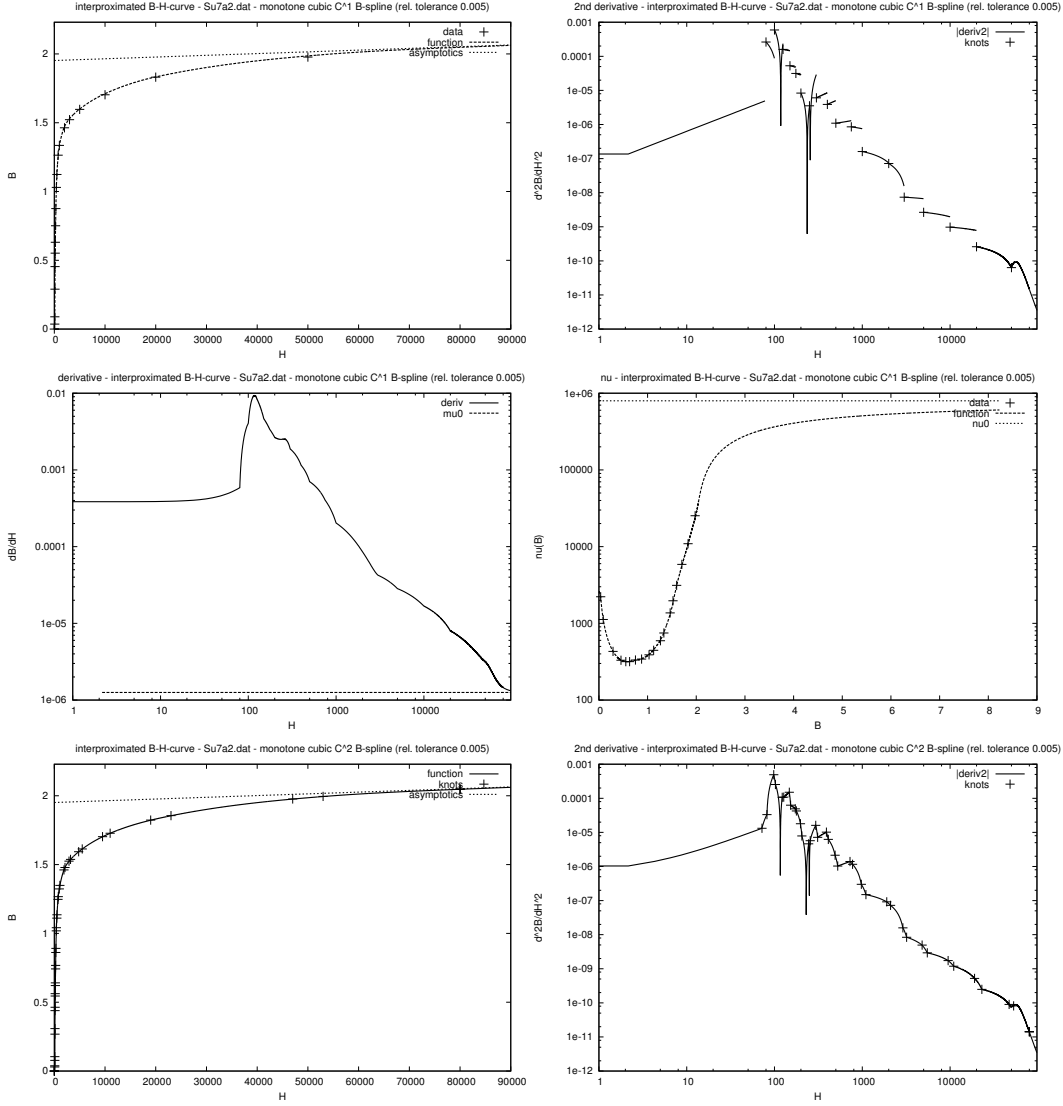 interproximated B-H-curve - Su7a2.dat - monotone cubic C^1 B-spline (rel. tolerance 0.005)
data
function
asymptotics
B
2
1.5
1
0.5
0
0 10000 20000 30000 40000 50000 60000 70000 80000 90000
H
2nd derivative - interproximated B-H-curve - Su7a2.dat - monotone cubic C^1 B-spline (rel. tolerance 0.005)
|deriv2|
knots
d^2B/dH^2
0.001
0.0001
1e-05
1e-06
1e-07
1e-08
1e-09
1e-10
1e-11
1e-12
1 10 100 1000 10000
H
derivative - interproximated B-H-curve - Su7a2.dat - monotone cubic C^1 B-spline (rel. tolerance 0.005)
deriv
mu0
dB/dH
0.01
0.001
0.0001
1e-05
1e-06
1 10 100 1000 10000
H
nu - interproximated B-H-curve - Su7a2.dat - monotone cubic C^1 B-spline (rel. tolerance 0.005)
data
function
nu0
nu(B)
1e+06
100000
10000
1000
100
0 1 2 3 4 5 6 7 8 9
B
interproximated B-H-curve - Su7a2.dat - monotone cubic C^2 B-spline (rel. tolerance 0.005)
function
knots
asymptotics
B
2
1.5
1
0.5
0
0 10000 20000 30000 40000 50000 60000 70000 80000 90000
H
2nd derivative - interproximated B-H-curve - Su7a2.dat - monotone cubic C^2 B-spline (rel. tolerance 0.005)
|deriv2|
knots
d^2B/dH^2
0.001
0.0001
1e-05
1e-06
1e-07
1e-08
1e-09
1e-10
1e-11
1e-12
1 10 100 1000 10000
H